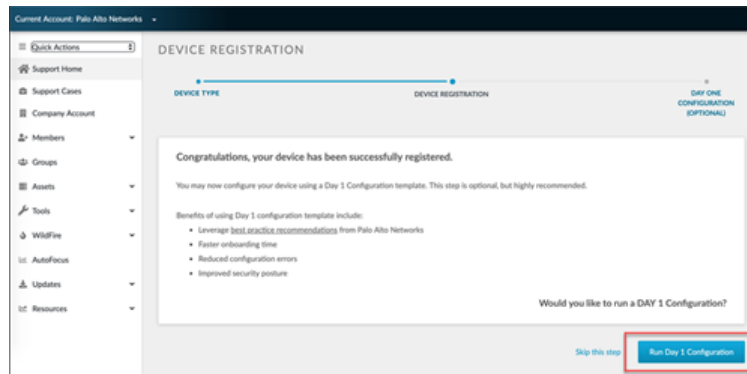 Current Account: Palo Alto Networks
Quick Actions
DEVICE REGISTRATION
Support Home
Support Cases
Company Account
Members
Groups
Assets
Tools
WildFire
AutoFocus
Updates
Resources
DEVICE TYPE
DEVICE REGISTRATION
DAY ONE
CONFIGURATION
(OPTIONAL)
Congratulations, your device has been successfully registered.
You may now configure your device using a Day 1 Configuration template. This step is optional, but highly recommended.
Benefits of using Day 1 configuration template include:
Leverage best practice recommendations from Palo Alto Networks
Faster onboarding time
Reduced configuration errors
Improved security posture
Would you like to run a DAY 1 Configuration?
Skip this step
Run Day 1 Configuration